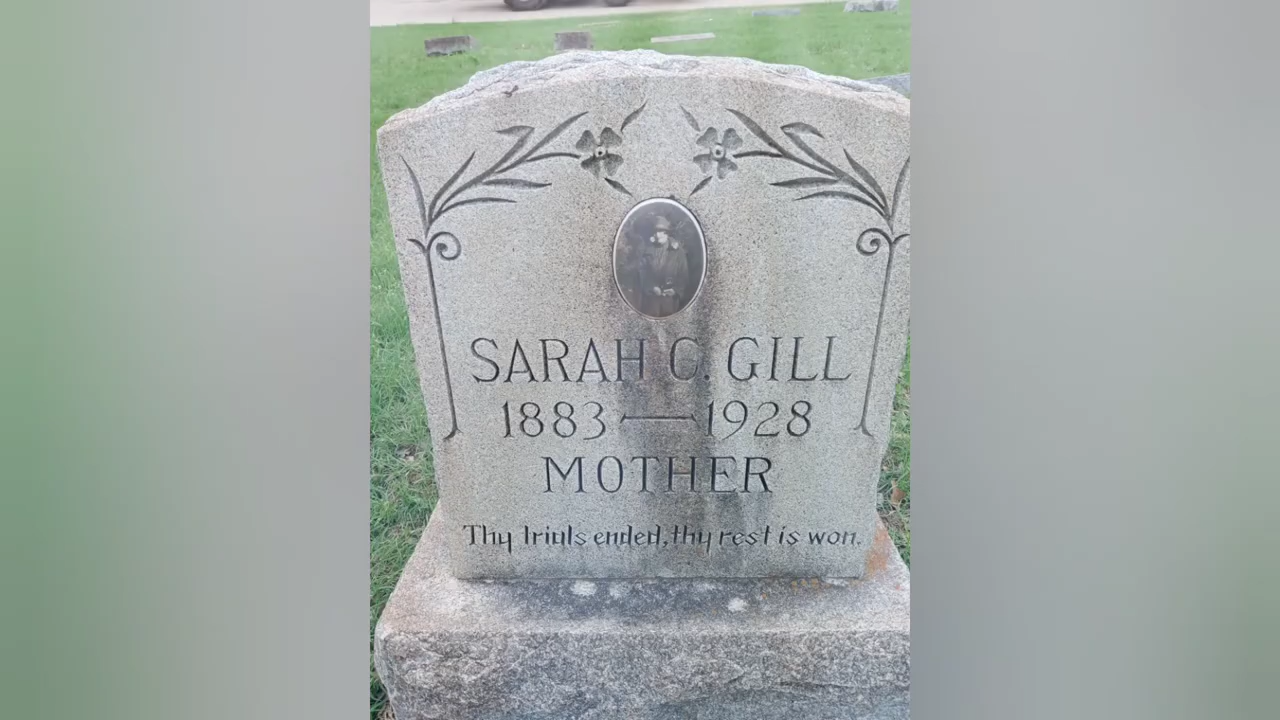 SARAH C. GILL
1883—1928
MOTHER
Thy trials ended, thy rest is won.